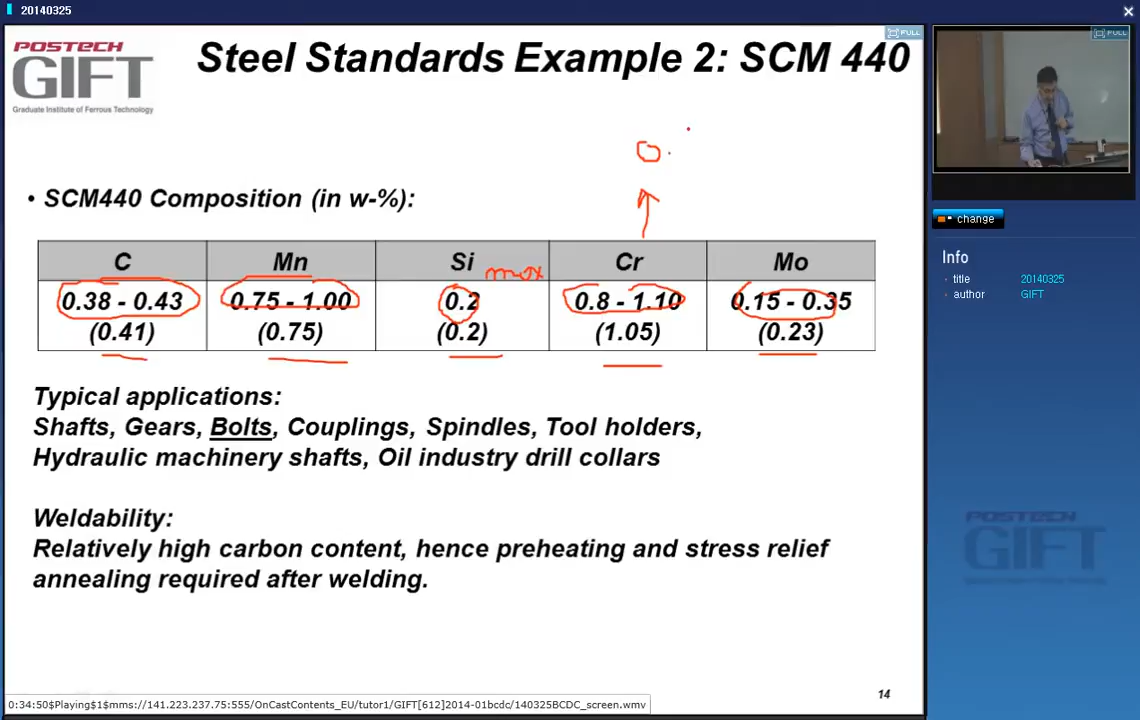 20140325
POSTECH
GIFT
Graduate Institute of Ferrous Technology
Steel Standards Example 2: SCM 440
FULL
FULL
0.
• SCM440 Composition (in w-%):
C Mn Si max Cr Mo
0.38 - 0.43 0.75 - 1.00 0.2 0.8 - 1.10 0.15 - 0.35
(0.41) (0.75) (0.2) (1.05) (0.23)
Typical applications:
Shafts, Gears, Bolts, Couplings, Spindles, Tool holders,
Hydraulic machinery shafts, Oil industry drill collars
Weldability:
Relatively high carbon content, hence preheating and stress relief
annealing required after welding.
14
0:34:50$Playing$1$mms://141.223.237.75:555/OnCastContents_EU/tutor1/GIFT[612]2014-01bcdc/140325BCDC_screen.wmv
change
Info
title 20140325
author GIFT
POSTECH
GIFT